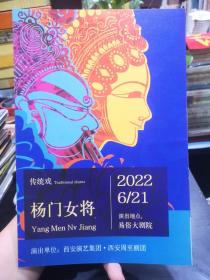 传统戏 Traditional drama
杨门女将
Yang Men Nv Jiang
2022
6/21
演出地点：
易俗大剧院
演出单位：西安演艺集团·西安周至剧团